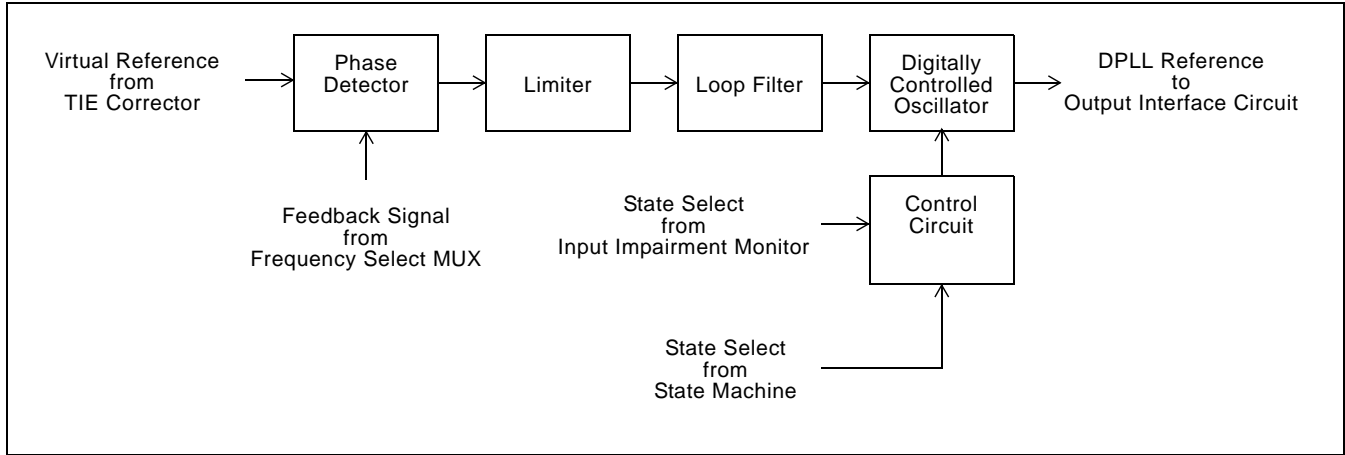 Virtual Reference
from
TIE Corrector
Phase
Detector
Limiter
Loop Filter
Digitally
Controlled
Oscillator
DPLL Reference
to
Output Interface Circuit
Feedback Signal
from
Frequency Select MUX
State Select
from
Input Impairment Monitor
Control
Circuit
State Select
from
State Machine